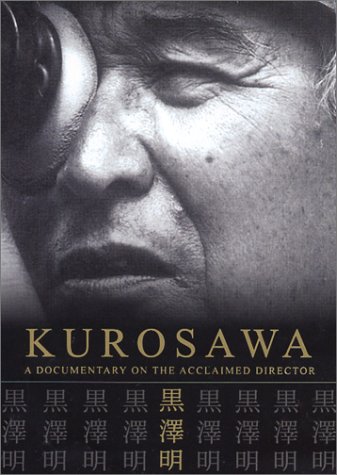 KUROSAWA
A DOCUMENTARY ON THE ACCLAIMED DIRECTOR
黒 黒 黒 黒 黒 黒 黒 黒 黒
澤 澤 澤 澤 澤 澤 澤 澤 澤
明 明 明 明 明 明 明 明 明